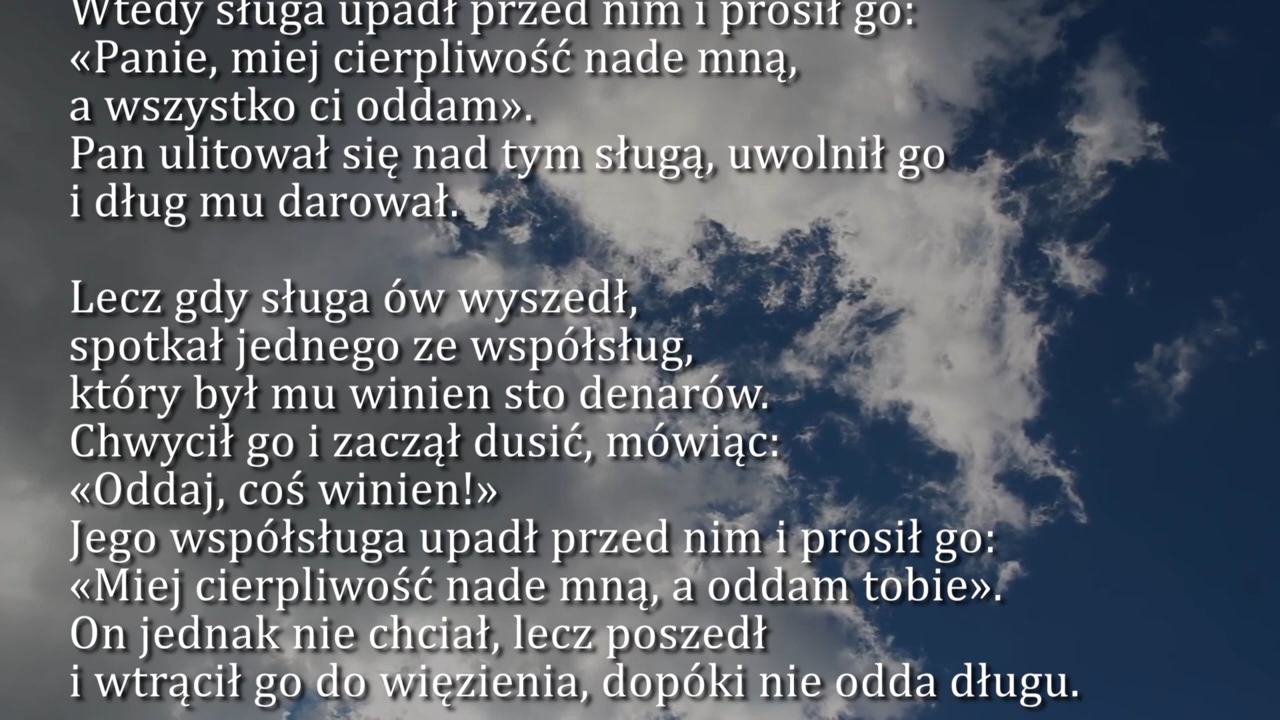 Wtedy sługa upadł przed nim i prosił go:
«Panie, miej cierpliwość nade mną,
a wszystko ci oddam».
Pan ulitował się nad tym sługą, uwolnił go
i dług mu darował.
Lecz gdy sługa ów wyszedł,
spotkał jednego ze współsług,
który był mu winien sto denarów.
Chwycił go i zaczął dusić, mówiąc:
«Oddaj, coś winien!»
Jego współsługa upadł przed nim i prosił go:
«Miej cierpliwość nade mną, a oddam tobie».
On jednak nie chciał, lecz poszedł
i wtrącił go do więzienia, dopóki nie odda długu.